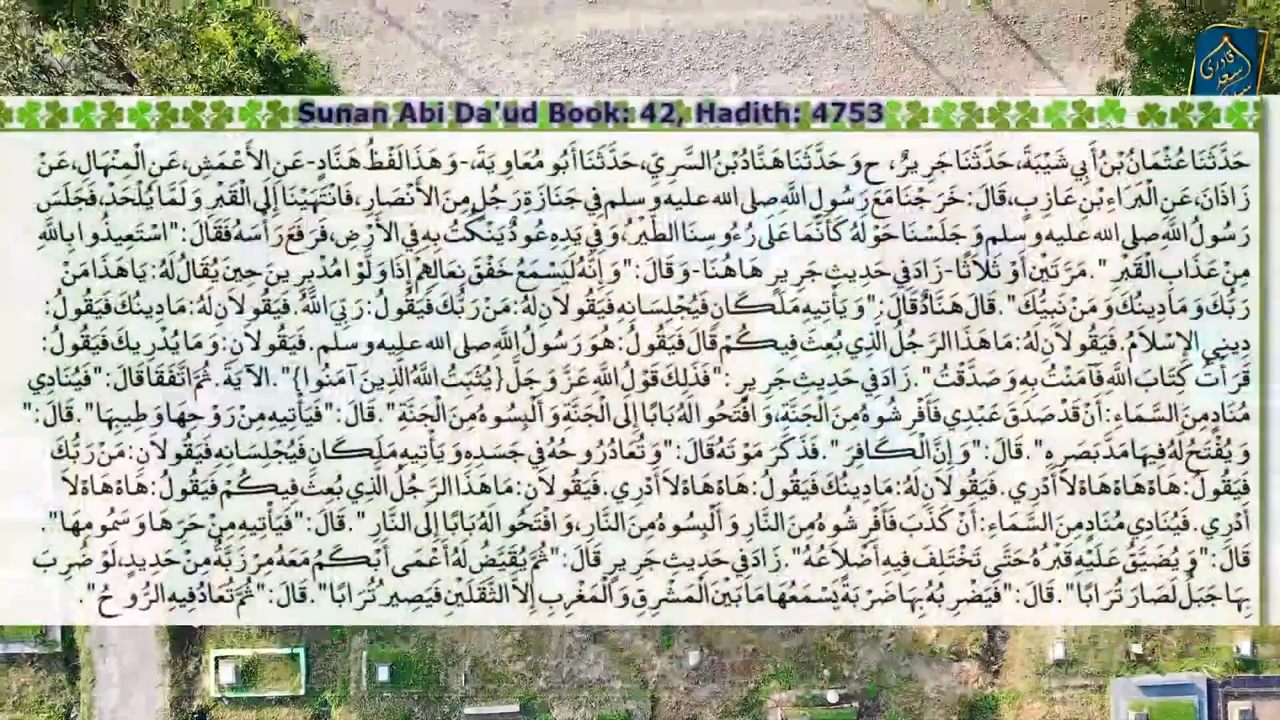 Sunan Abi Da'ud Book: 42, Hadith: 4753
حَدَّثَنَا عُثْمَانُ بْنُ أَبِي شَيْبَةَ، حَدَّثَنَا جَرِيرٌ، ح وَحَدَّثَنَا هَنَّادُ بْنُ السَّرِيِّ، حَدَّثَنَا أَبُو مُعَاوِيَةَ، -وَهَذَا لَفْظُ هَنَّادٍ- عَنِ الأَعْمَشِ، عَنِ الْمِنْهَالِ، عَنْ
زَاذَانَ، عَنِ الْبَرَاءِ بْنِ عَازِبٍ، قَالَ: خَرَجْنَا مَعَ رَسُولِ اللَّهِ صلى الله عليه وسلم فِي جَنَازَةِ رَجُلٍ مِنَ الأَنْصَارِ، فَانْتَهَيْنَا إِلَى الْقَبْرِ وَلَمَّا يُلْحَدْ، فَجَلَسَ
رَسُولُ اللَّهِ صلى الله عليه وسلم وَجَلَسْنَا حَوْلَهُ كَأَنَّمَا عَلَى رُءُوسِنَا الطَّيْرُ، وَفِي يَدِهِ عُودٌ يَنْكُتُ بِهِ فِي الأَرْضِ، فَرَفَعَ رَأْسَهُ فَقَالَ: "اسْتَعِيذُوا بِاللَّهِ
مِنْ عَذَابِ الْقَبْرِ". مَرَّتَيْنِ أَوْ ثَلاَثًا -زَادَ فِي حَدِيثِ جَرِيرٍ هَاهُنَا- وَقَالَ: "وَإِنَّهُ لَيَسْمَعُ خَفْقَ نِعَالِهِمْ إِذَا وَلَّوْا مُدْبِرِينَ حِينَ يُقَالُ لَهُ: يَا هَذَا مَنْ
رَبُّكَ وَمَا دِينُكَ وَمَنْ نَبِيُّكَ". قَالَ هَنَّادٌ قَالَ: "وَيَأْتِيهِ مَلَكَانِ فَيُجْلِسَانِهِ فَيَقُولاَنِ لَهُ: مَنْ رَبُّكَ فَيَقُولُ: رَبِّيَ اللَّهُ. فَيَقُولاَنِ لَهُ: مَا دِينُكَ فَيَقُولُ:
دِينِي الإِسْلاَمُ. فَيَقُولاَنِ لَهُ: مَا هَذَا الرَّجُلُ الَّذِي بُعِثَ فِيكُمْ قَالَ فَيَقُولُ: هُوَ رَسُولُ اللَّهِ صلى الله عليه وسلم. فَيَقُولاَنِ: وَمَا يُدْرِيكَ فَيَقُولُ:
قَرَأْتُ كِتَابَ اللَّهِ فَآمَنْتُ بِهِ وَصَدَّقْتُ". زَادَ فِي حَدِيثِ جَرِيرٍ: "فَذَلِكَ قَوْلُ اللَّهِ عَزَّ وَجَلَّ {يُثَبِّتُ اللَّهُ الَّذِينَ آمَنُوا}". الآيَةَ. ثُمَّ اتَّفَقَا قَالَ: "فَيُنَادِي
مُنَادٍ مِنَ السَّمَاءِ: أَنْ قَدْ صَدَقَ عَبْدِي فَأَفْرِشُوهُ مِنَ الْجَنَّةِ، وَافْتَحُوا لَهُ بَابًا إِلَى الْجَنَّةِ وَأَلْبِسُوهُ مِنَ الْجَنَّةِ". قَالَ: "فَيَأْتِيهِ مِنْ رَوْحِهَا وَطِيبِهَا". قَالَ: "
وَيُفْتَحُ لَهُ فِيهَا مَدَّ بَصَرِهِ". قَالَ: "وَإِنَّ الْكَافِرَ". فَذَكَرَ مَوْتَهُ قَالَ: "وَتُعَادُ رُوحُهُ فِي جَسَدِهِ وَيَأْتِيهِ مَلَكَانِ فَيُجْلِسَانِهِ فَيَقُولاَنِ: مَنْ رَبُّكَ
فَيَقُولُ: هَاهْ هَاهْ هَاهْ لاَ أَدْرِي. فَيَقُولاَنِ لَهُ: مَا دِينُكَ فَيَقُولُ: هَاهْ هَاهْ لاَ أَدْرِي. فَيَقُولاَنِ: مَا هَذَا الرَّجُلُ الَّذِي بُعِثَ فِيكُمْ فَيَقُولُ: هَاهْ هَاهْ لاَ
أَدْرِي. فَيُنَادِي مُنَادٍ مِنَ السَّمَاءِ: أَنْ كَذَبَ فَأَفْرِشُوهُ مِنَ النَّارِ وَأَلْبِسُوهُ مِنَ النَّارِ، وَافْتَحُوا لَهُ بَابًا إِلَى النَّارِ". قَالَ: "فَيَأْتِيهِ مِنْ حَرِّهَا وَسَمُومِهَا".
قَالَ: "وَيُضَيَّقُ عَلَيْهِ قَبْرُهُ حَتَّى تَخْتَلِفَ فِيهِ أَضْلاَعُهُ". زَادَ فِي حَدِيثِ جَرِيرٍ قَالَ: "ثُمَّ يُقَيَّضُ لَهُ أَعْمَى أَبْكَمُ مَعَهُ مِرْزَبَّةٌ مِنْ حَدِيدٍ، لَوْ ضُرِبَ
بِهَا جَبَلٌ لَصَارَ تُرَابًا". قَالَ: "فَيَضْرِبُهُ بِهَا ضَرْبَةً يَسْمَعُهَا مَا بَيْنَ الْمَشْرِقِ وَالْمَغْرِبِ إِلاَّ الثَّقَلَيْنِ فَيَصِيرُ تُرَابًا". قَالَ: "ثُمَّ تُعَادُ فِيهِ الرُّوحُ".